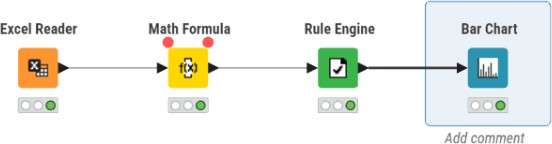 Excel Reader
Math Formula
Rule Engine
Bar Chart
X
f(x)
Add comment